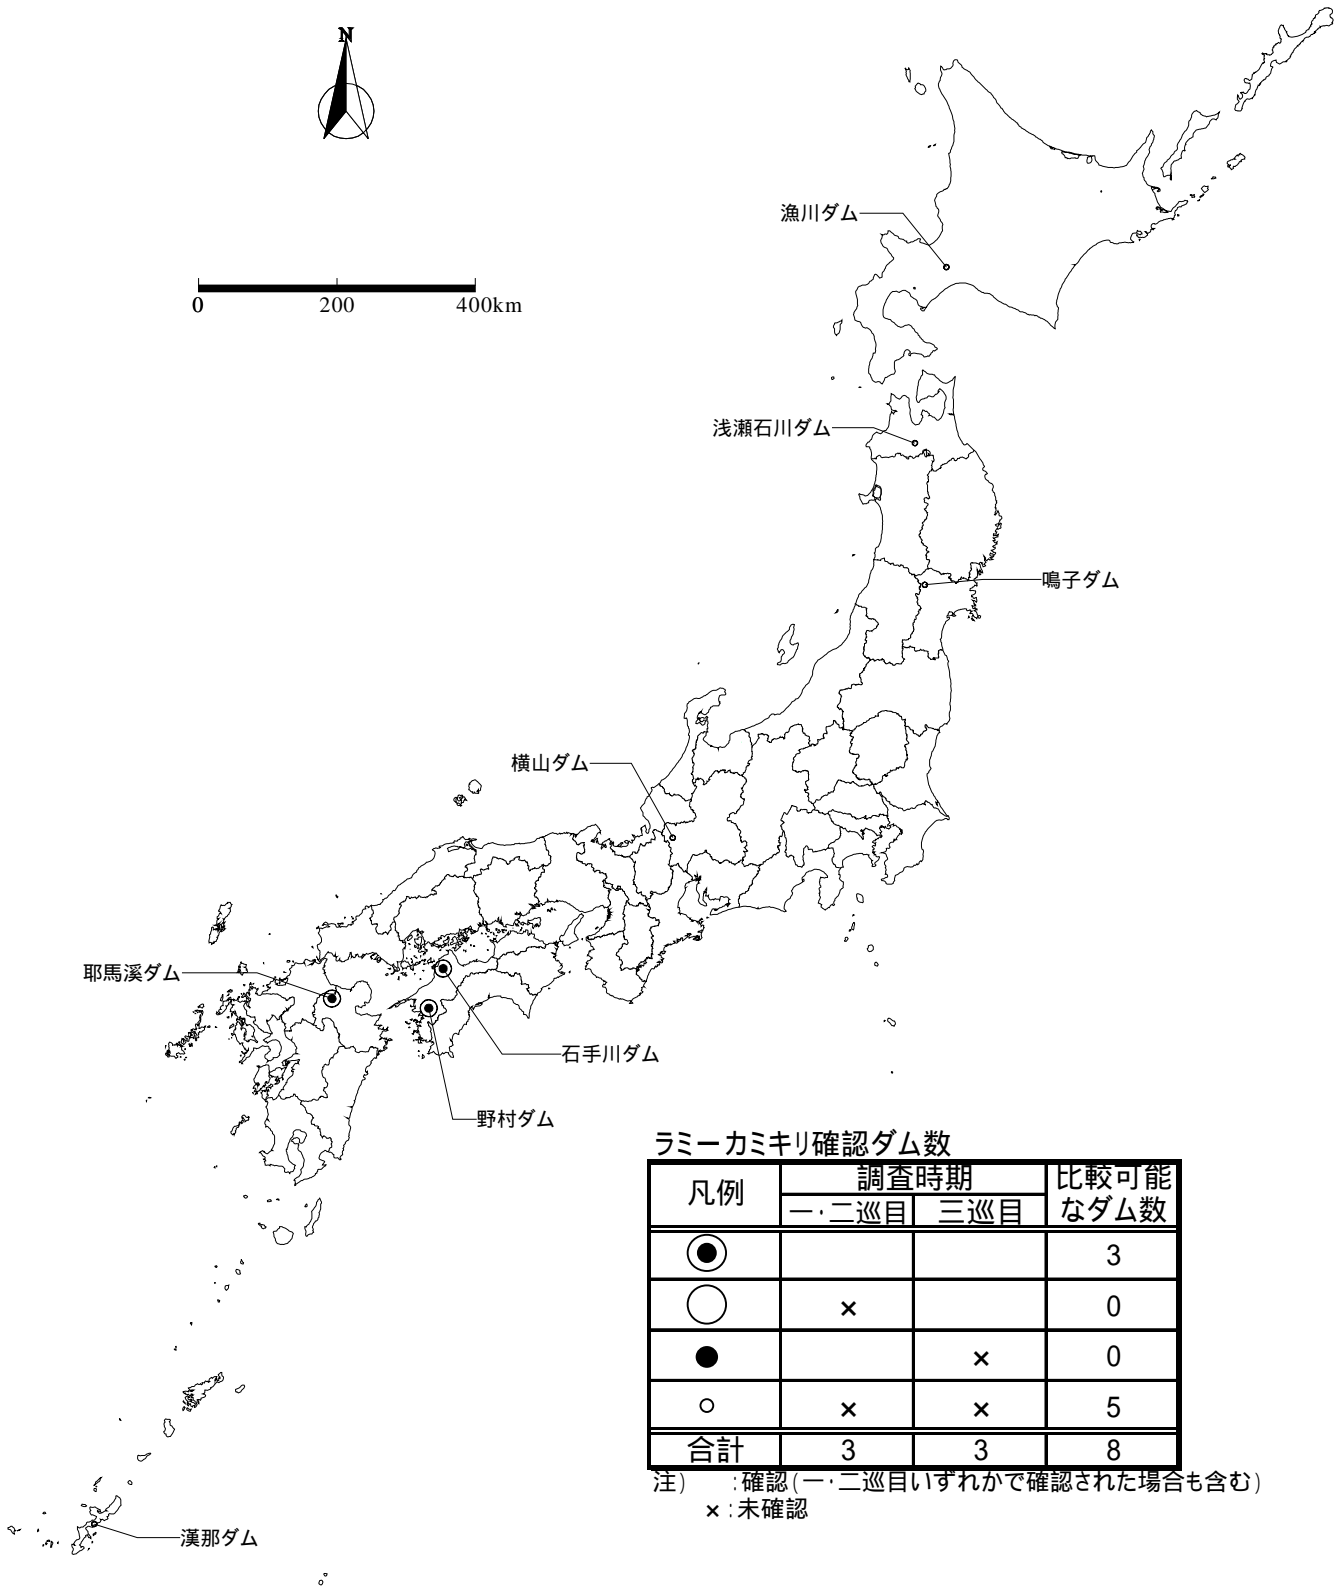 N
0 200 400km
漁川ダム
浅瀬石川ダム
鳴子ダム
横山ダム
耶馬溪ダム
石手川ダム
野村ダム
漢那ダム
ラミーカミキリ確認ダム数
凡例 調査時期 比較可能なダム数
一・二巡目 三巡目
3
× 0
× 0
× × 5
合計 3 3 8
注) :確認(一・二巡目いずれかで確認された場合も含む)
×:未確認